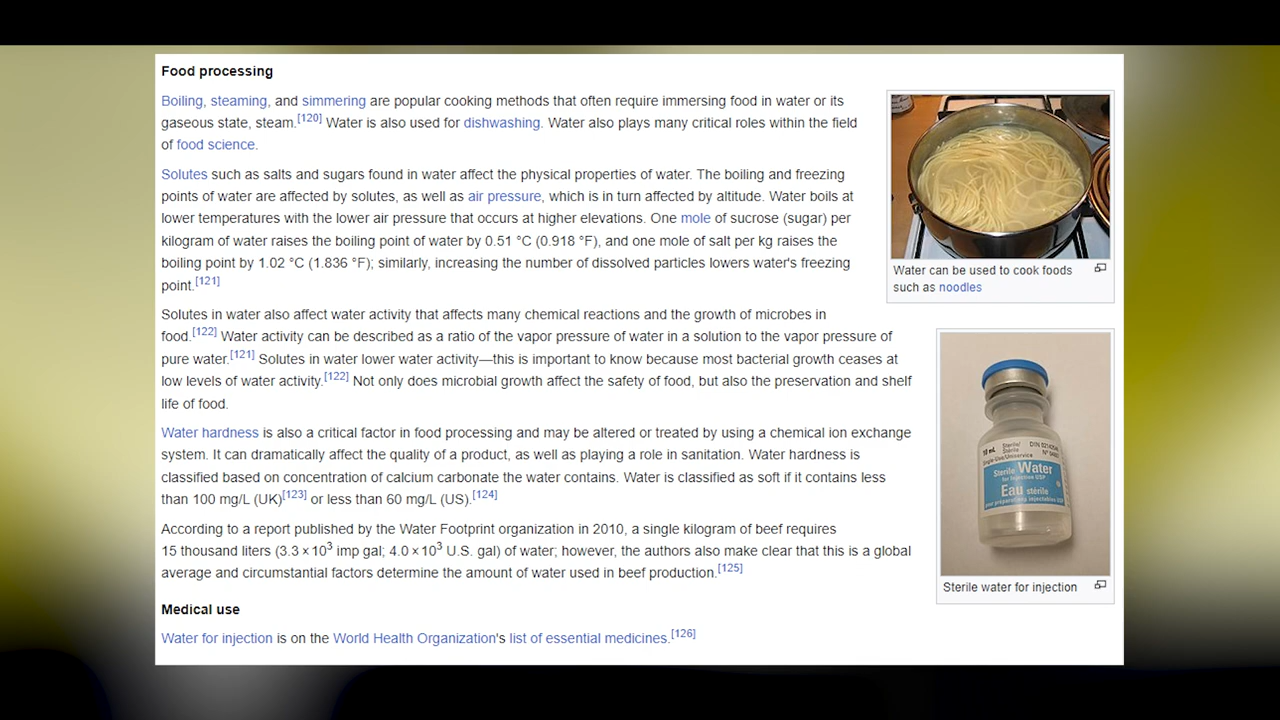 Food processing
Boiling, steaming, and simmering are popular cooking methods that often require immersing food in water or its
gaseous state, steam.[120] Water is also used for dishwashing. Water also plays many critical roles within the field
of food science.
Solutes such as salts and sugars found in water affect the physical properties of water. The boiling and freezing
points of water are affected by solutes, as well as air pressure, which is in turn affected by altitude. Water boils at
lower temperatures with the lower air pressure that occurs at higher elevations. One mole of sucrose (sugar) per
kilogram of water raises the boiling point of water by 0.51 °C (0.918 °F), and one mole of salt per kg raises the
boiling point by 1.02 °C (1.836 °F); similarly, increasing the number of dissolved particles lowers water's freezing
point.[121]
Solutes in water also affect water activity that affects many chemical reactions and the growth of microbes in
food.[122] Water activity can be described as a ratio of the vapor pressure of water in a solution to the vapor pressure of
pure water.[121] Solutes in water lower water activity—this is important to know because most bacterial growth ceases at
low levels of water activity.[122] Not only does microbial growth affect the safety of food, but also the preservation and shelf
life of food.
Water hardness is also a critical factor in food processing and may be altered or treated by using a chemical ion exchange
system. It can dramatically affect the quality of a product, as well as playing a role in sanitation. Water hardness is
classified based on concentration of calcium carbonate the water contains. Water is classified as soft if it contains less
than 100 mg/L (UK)[123] or less than 60 mg/L (US).[124]
According to a report published by the Water Footprint organization in 2010, a single kilogram of beef requires
15 thousand liters (3.3 × 10³ imp gal; 4.0 × 10³ U.S. gal) of water; however, the authors also make clear that this is a global
average and circumstantial factors determine the amount of water used in beef production.[125]
Medical use
Water for injection is on the World Health Organization's list of essential medicines.[126]
Water can be used to cook foods
such as noodles
10 mL
Sterile/
Stérile
Single Use/Uniservice
Sterile Water
for Injection USP
Eau stérile
pour préparations injectables USP
Sterile water for injection